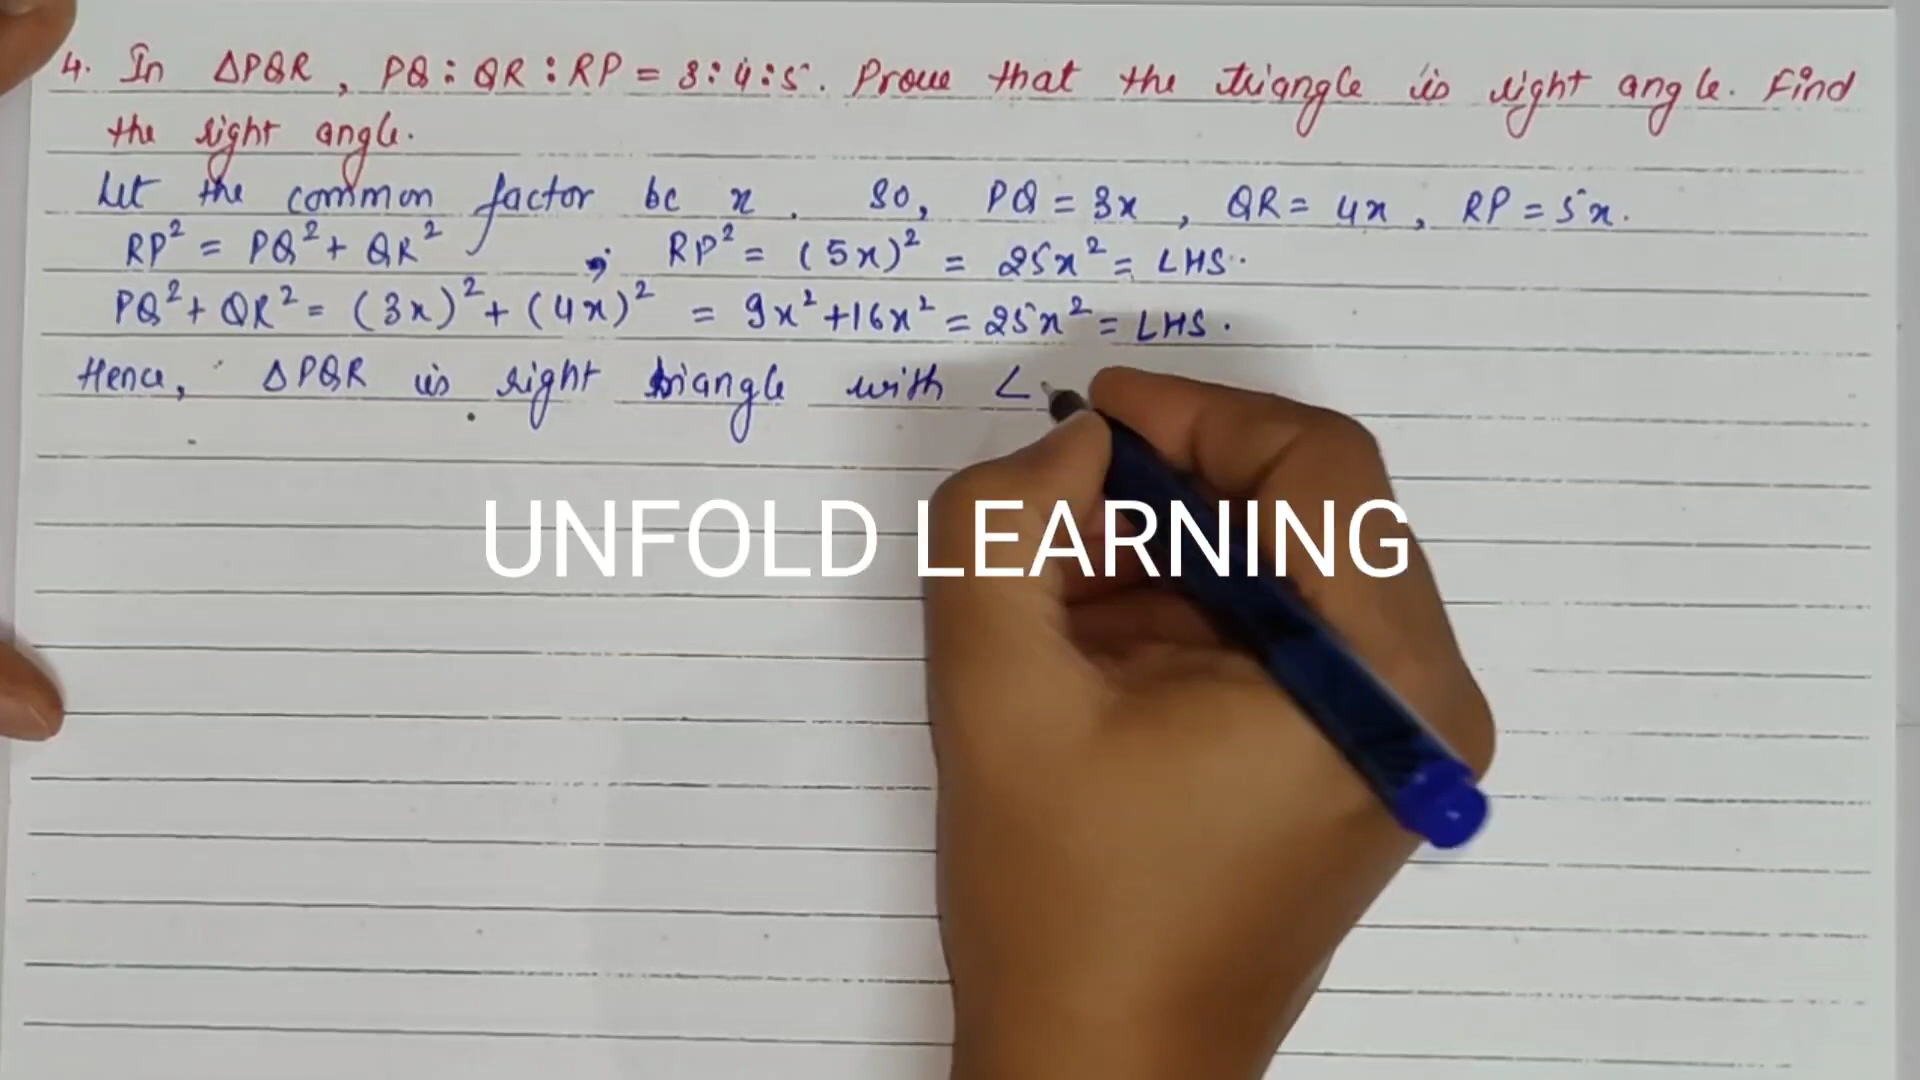 4. In ΔPQR, PQ : QR : RP = 3:4:5. Prove that the triangle is right angle. Find
the right angle.
Let the common factor be x. So, PQ = 3x, QR = 4x, RP = 5x.
RP² = PQ² + QR² ; RP² = (5x)² = 25x² = LHS.
PQ² + QR² = (3x)² + (4x)² = 9x² + 16x² = 25x² = LHS.
Hence, ΔPQR is right triangle with ∠
UNFOLD LEARNING